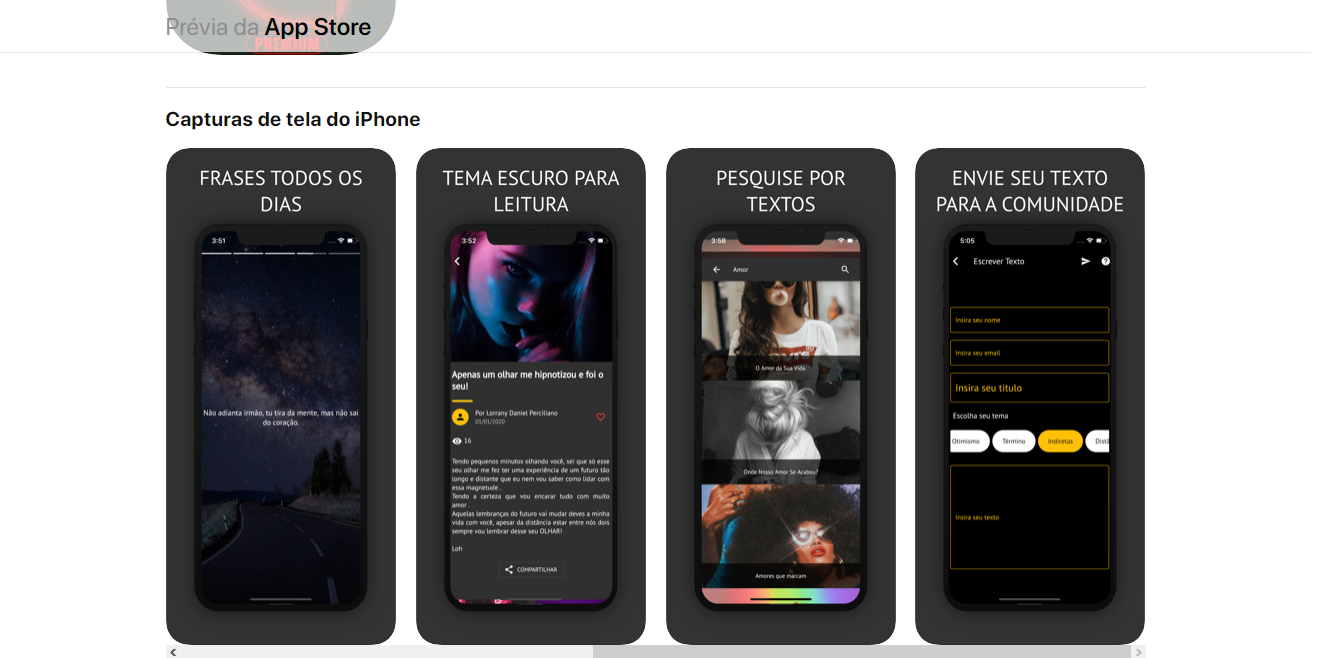 Prévia da App Store
PREMIUM
Capturas de tela do iPhone
FRASES TODOS OS
DIAS
3:51
Não adianta irmão, tu tira da mente, mas não sai
do coração.
TEMA ESCURO PARA
LEITURA
3:52
Apenas um olhar me hipnotizou e foi o
seu!
Por Lorrany Daniel Perciliano
01/01/2020
16
Tendo pequenos minutos olhando você, sei que só esse
seu olhar me fez ter uma experiência de um futuro tão
longo e distante que eu nem vou saber como lidar com
essa magnetude .
Tendo a certeza que vou encarar tudo com muito
amor .
Aquelas lembranças do futuro vai mudar deves a minha
vida com você, apesar da distância estar entre nós dois
sempre vou lembrar desse seu OLHAR!
Loh
COMPARTILHAR
PESQUISE POR
TEXTOS
3:58
Amor
O Amor da Sua Vida
Onde Nosso Amor Se Acabou?
Amores que marcam
ENVIE SEU TEXTO
PARA A COMUNIDADE
5:05
Escrever Texto
Insira seu nome
Insira seu email
Insira seu título
Escolha seu tema
Otimismo Término Indiretas Distâ
Insira seu texto